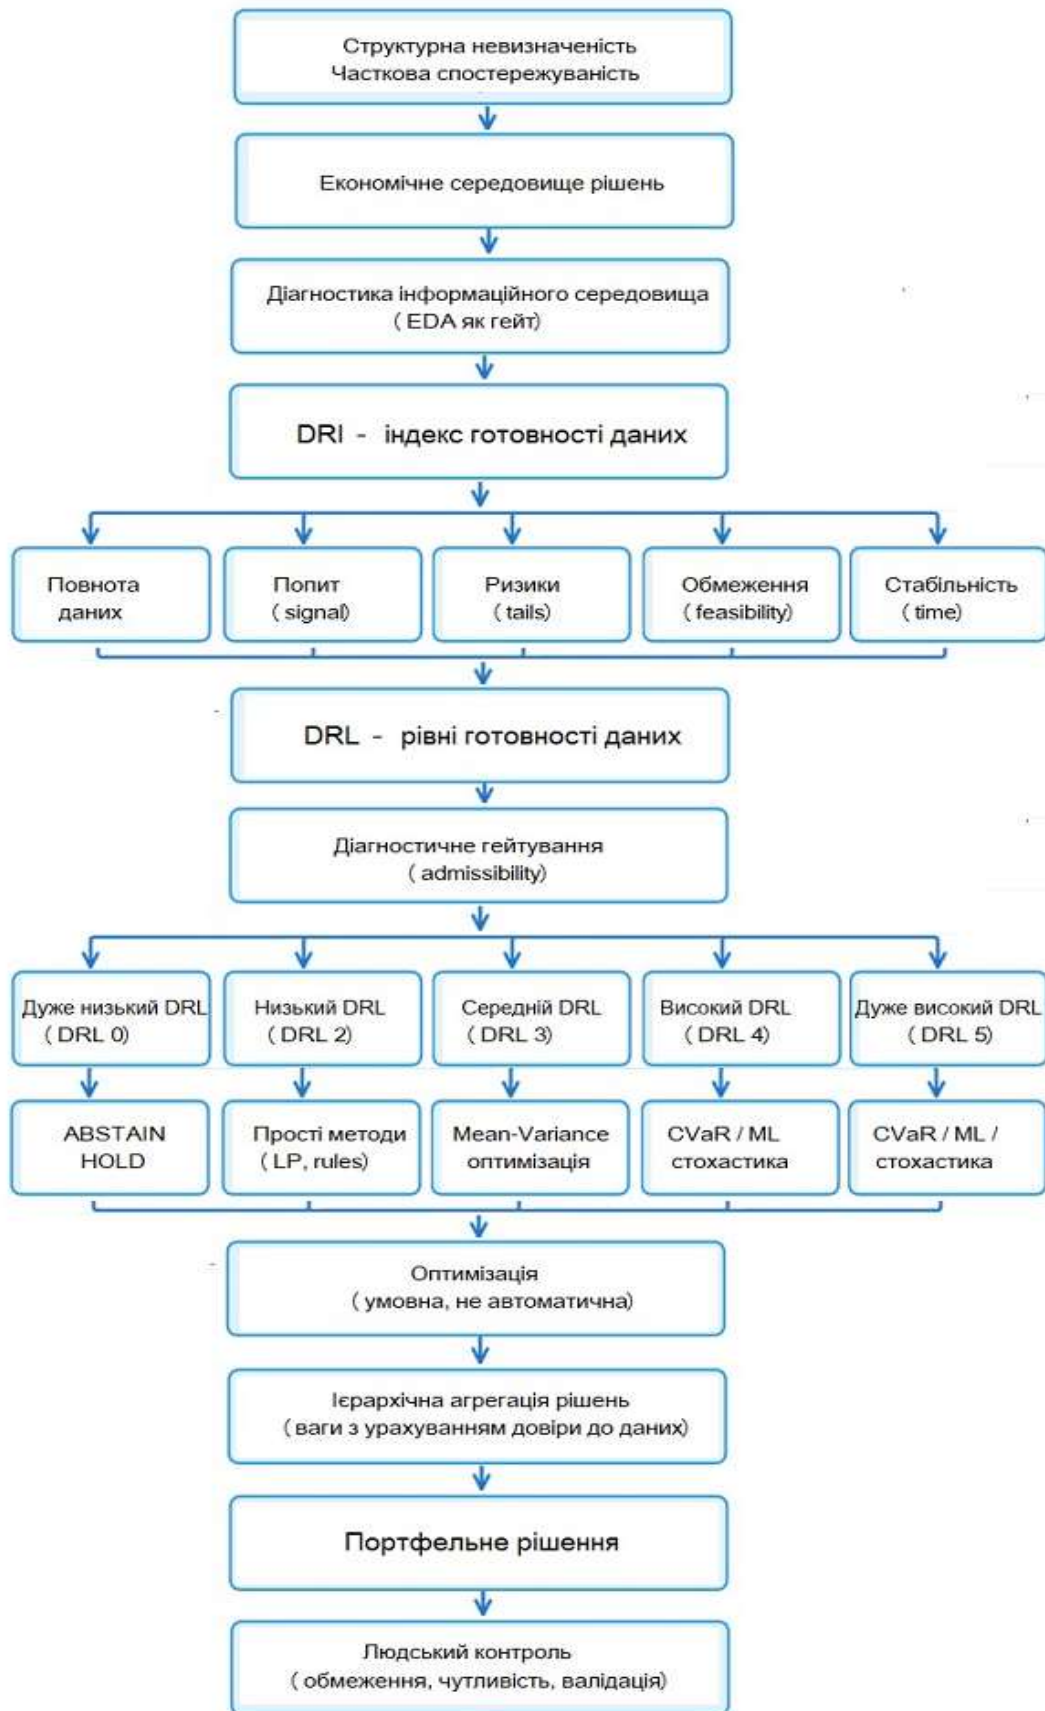 Структурна невизначеність
Часткова спостережуваність
Економічне середовище рішень
Діагностика інформаційного середовища
( EDA як гейт)
DRI - індекс готовності даних
Повнота
даних
Попит
( signal)
Ризики
( tails)
Обмеження
( feasibility)
Стабільність
( time)
DRL - рівні готовності даних
Діагностичне гейтування
( admissibility)
Дуже низький DRL
( DRL 0)
Низький DRL
( DRL 2)
Середній DRL
( DRL 3)
Високий DRL
( DRL 4)
Дуже високий DRL
( DRL 5)
ABSTAIN
HOLD
Прості методи
( LP, rules)
Mean-Variance
оптимізація
CVaR / ML
стохастика
CVaR / ML /
стохастика
Оптимізація
( умовна, не автоматична)
Ієрархічна агрегація рішень
( ваги з урахуванням довіри до даних)
Портфельне рішення
Людський контроль
( обмеження, чутливість, валідація)